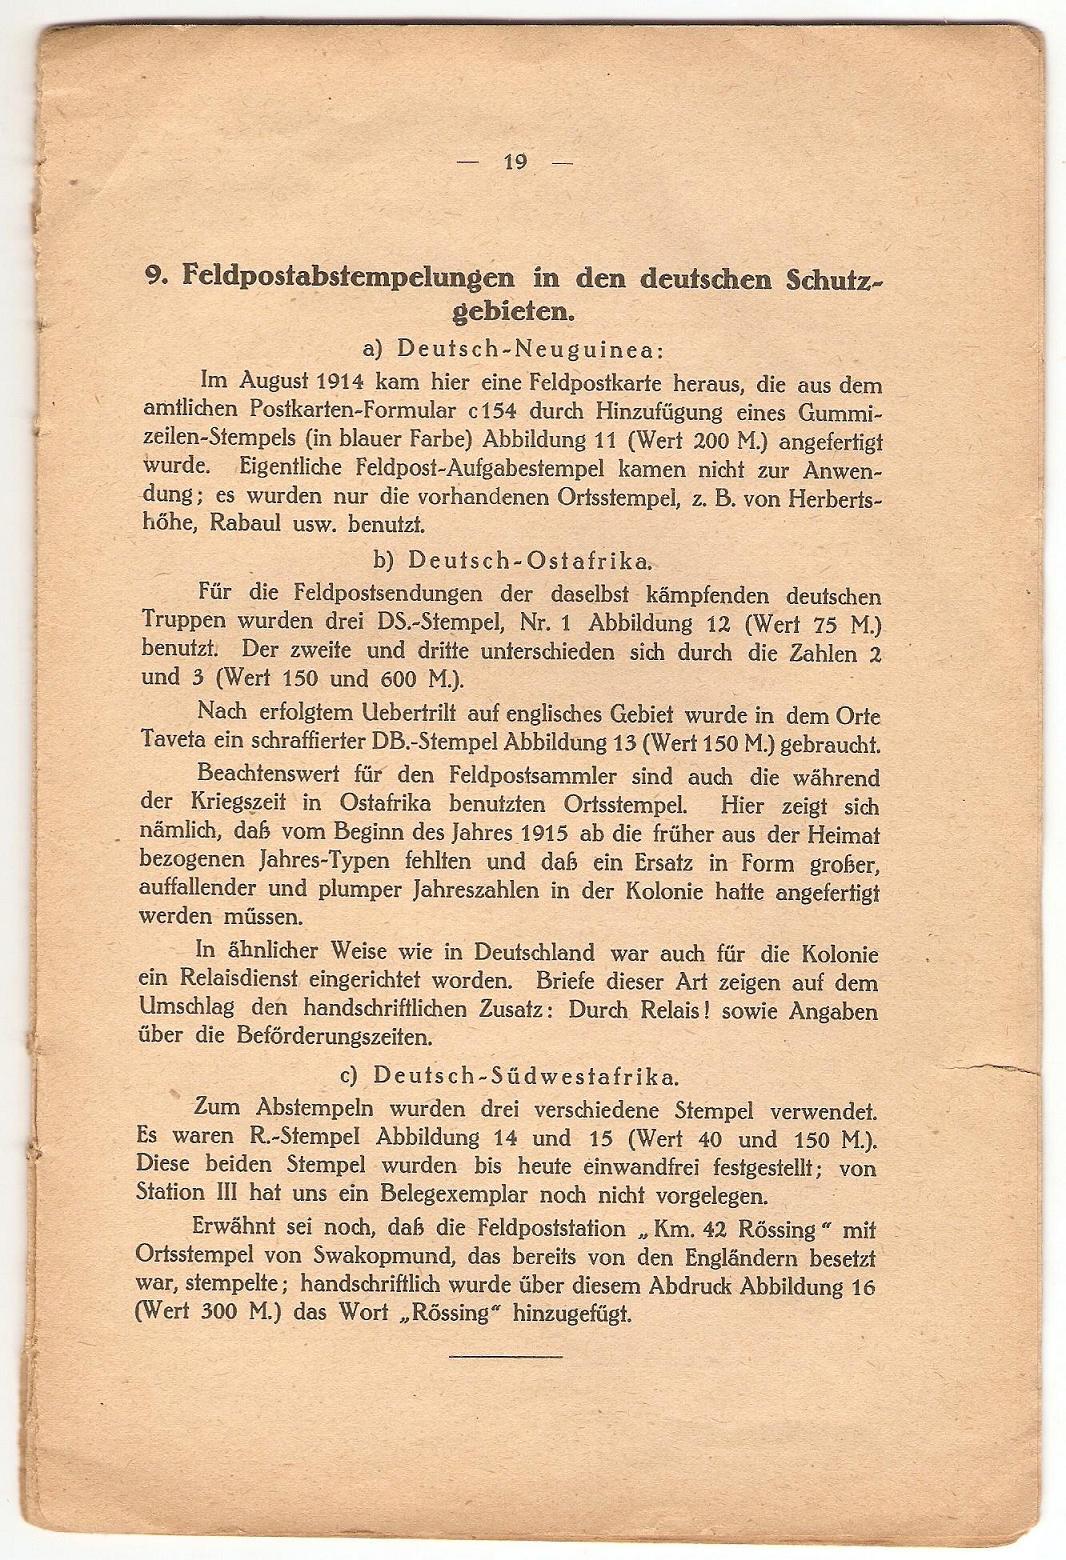 — 19 —
9. Feldpostabstempelungen in den deutschen Schutz-
gebieten.
a) Deutsch-Neuguinea:
Im August 1914 kam hier eine Feldpostkarte heraus, die aus dem
amtlichen Postkarten-Formular c 154 durch Hinzufügung eines Gummi-
zeilen-Stempels (in blauer Farbe) Abbildung 11 (Wert 200 M.) angefertigt
wurde. Eigentliche Feldpost-Aufgabestempel kamen nicht zur Anwen-
dung; es wurden nur die vorhandenen Ortsstempel, z. B. von Herberts-
höhe, Rabaul usw. benutzt.
b) Deutsch-Ostafrika.
Für die Feldpostsendungen der daselbst kämpfenden deutschen
Truppen wurden drei DS.-Stempel, Nr. 1 Abbildung 12 (Wert 75 M.)
benutzt. Der zweite und dritte unterschieden sich durch die Zahlen 2
und 3 (Wert 150 und 600 M.).
Nach erfolgtem Uebertrilt auf englisches Gebiet wurde in dem Orte
Taveta ein schraffierter DB.-Stempel Abbildung 13 (Wert 150 M.) gebraucht.
Beachtenswert für den Feldpostsammler sind auch die während
der Kriegszeit in Ostafrika benutzten Ortsstempel. Hier zeigt sich
nämlich, daß vom Beginn des Jahres 1915 ab die früher aus der Heimat
bezogenen Jahres-Typen fehlten und daß ein Ersatz in Form großer,
auffallender und plumper Jahreszahlen in der Kolonie hatte angefertigt
werden müssen.
In ähnlicher Weise wie in Deutschland war auch für die Kolonie
ein Relaisdienst eingerichtet worden. Briefe dieser Art zeigen auf dem
Umschlag den handschriftlichen Zusatz: Durch Relais! sowie Angaben
über die Beförderungszeiten.
c) Deutsch-Südwestafrika.
Zum Abstempeln wurden drei verschiedene Stempel verwendet.
Es waren R.-Stempel Abbildung 14 und 15 (Wert 40 und 150 M.).
Diese beiden Stempel wurden bis heute einwandfrei festgestellt; von
Station III hat uns ein Belegexemplar noch nicht vorgelegen.
Erwähnt sei noch, daß die Feldpoststation „Km. 42 Rössing“ mit
Ortsstempel von Swakopmund, das bereits von den Engländern besetzt
war, stempelte; handschriftlich wurde über diesem Abdruck Abbildung 16
(Wert 300 M.) das Wort „Rössing“ hinzugefügt.